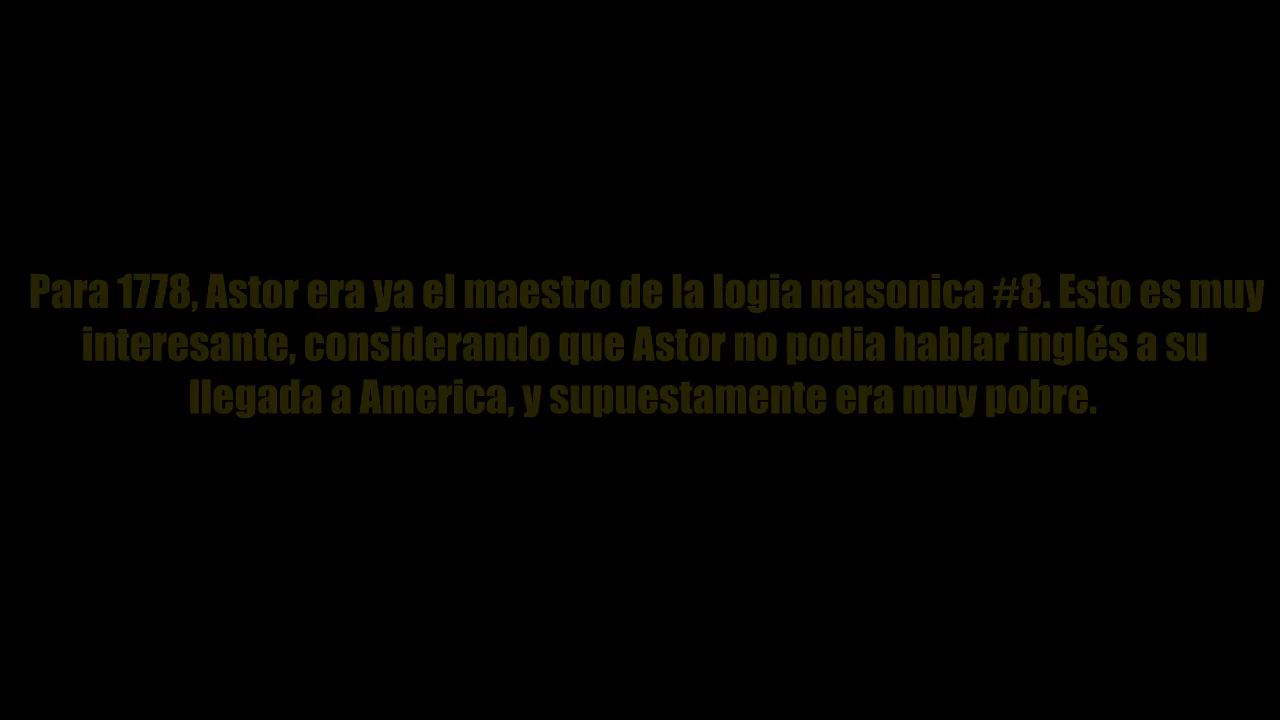 Para 1778, Astor era ya el maestro de la logia masonica #8. Esto es muy
interesante, considerando que Astor no podia hablar inglés a su
llegada a America, y supuestamente era muy pobre.